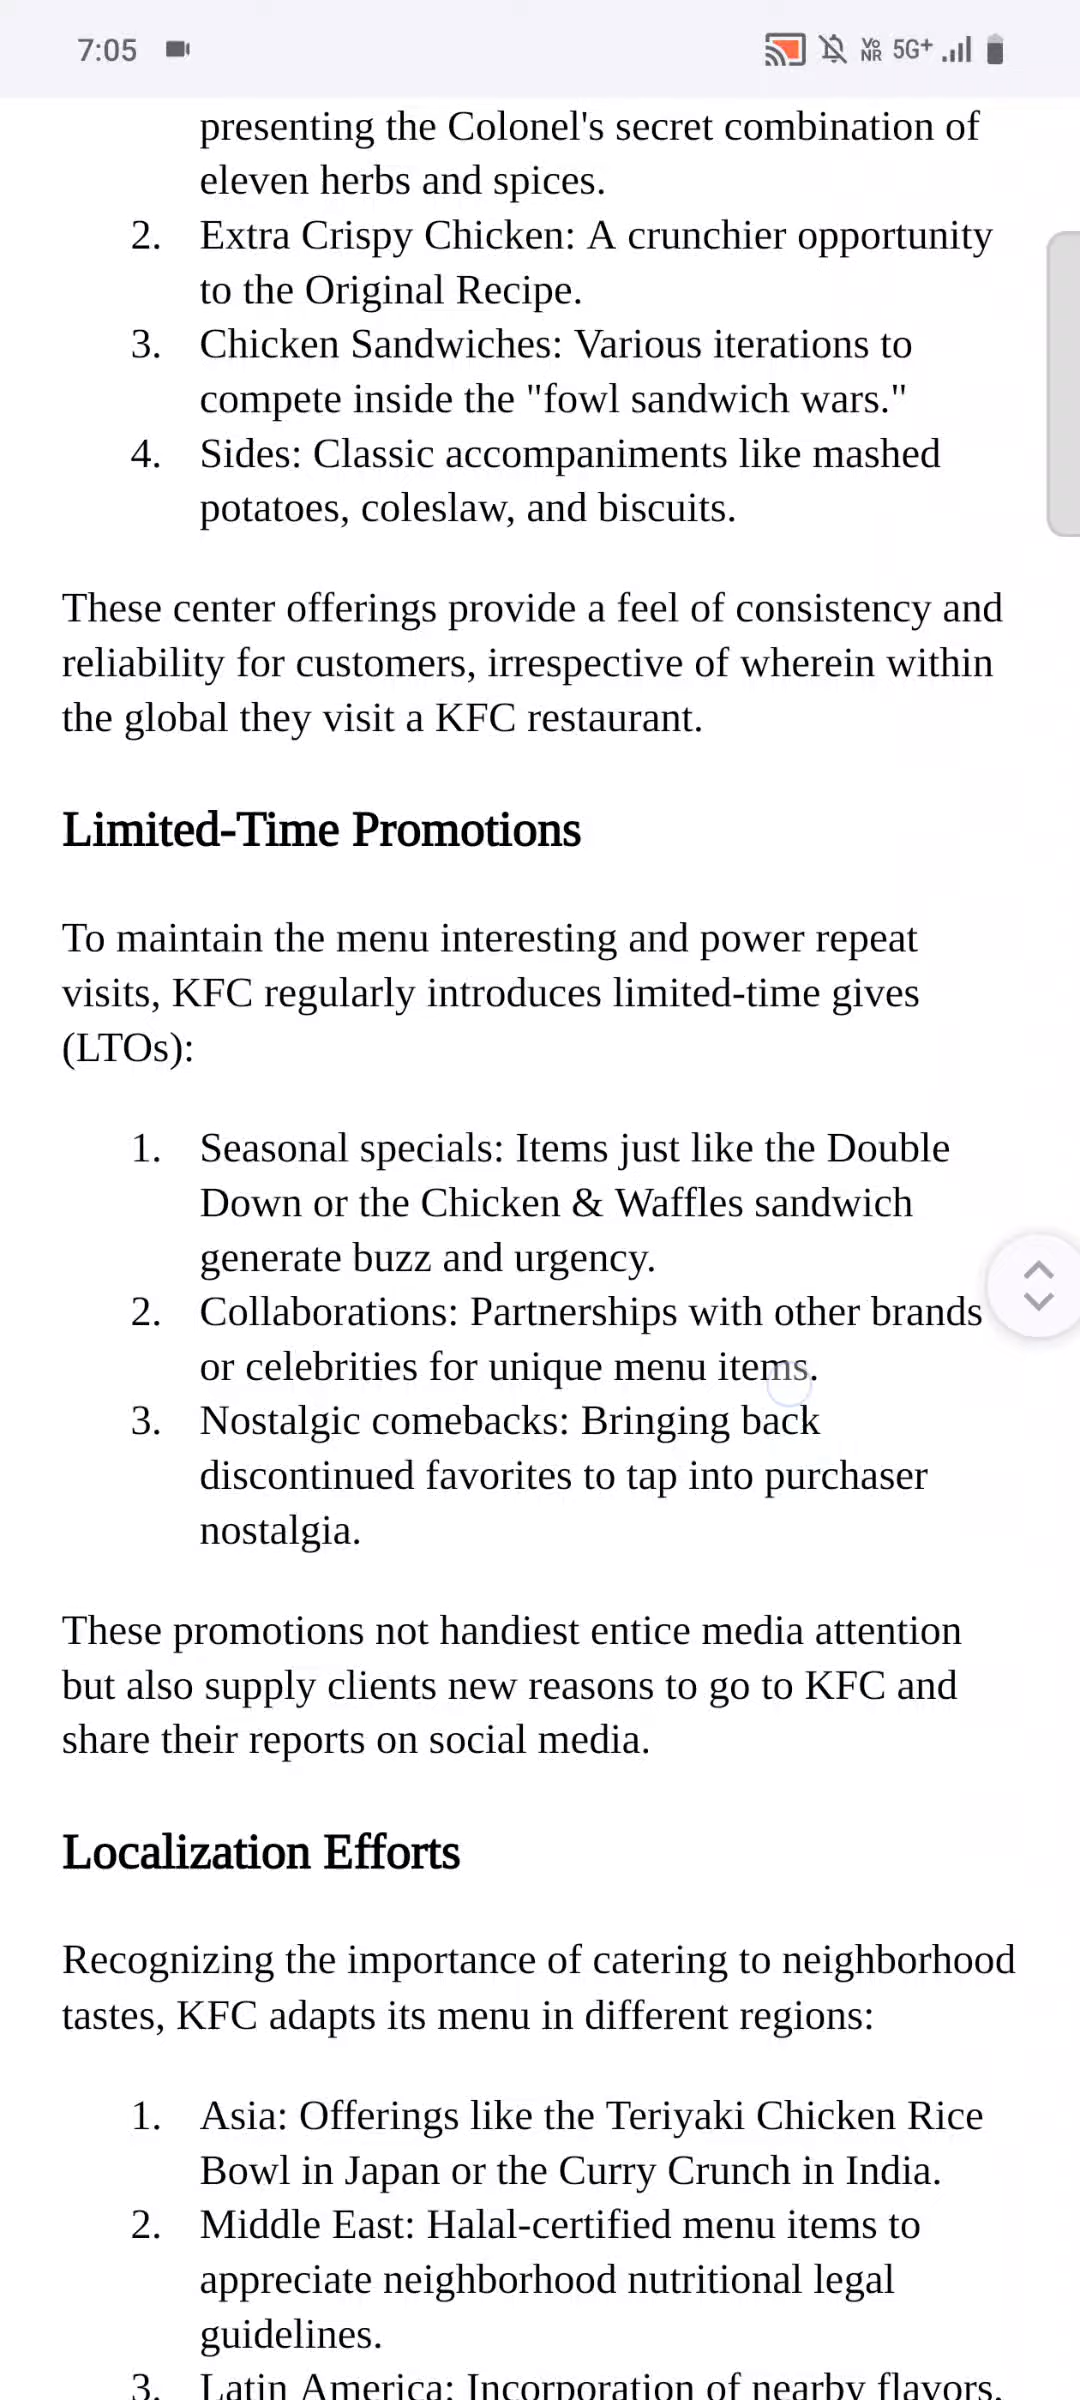 7:05
VoNR 5G+
presenting the Colonel's secret combination of
eleven herbs and spices.
2. Extra Crispy Chicken: A crunchier opportunity
to the Original Recipe.
3. Chicken Sandwiches: Various iterations to
compete inside the "fowl sandwich wars."
4. Sides: Classic accompaniments like mashed
potatoes, coleslaw, and biscuits.
These center offerings provide a feel of consistency and
reliability for customers, irrespective of wherein within
the global they visit a KFC restaurant.
Limited-Time Promotions
To maintain the menu interesting and power repeat
visits, KFC regularly introduces limited-time gives
(LTOs):
1. Seasonal specials: Items just like the Double
Down or the Chicken & Waffles sandwich
generate buzz and urgency.
2. Collaborations: Partnerships with other brands
or celebrities for unique menu items.
3. Nostalgic comebacks: Bringing back
discontinued favorites to tap into purchaser
nostalgia.
These promotions not handiest entice media attention
but also supply clients new reasons to go to KFC and
share their reports on social media.
Localization Efforts
Recognizing the importance of catering to neighborhood
tastes, KFC adapts its menu in different regions:
1. Asia: Offerings like the Teriyaki Chicken Rice
Bowl in Japan or the Curry Crunch in India.
2. Middle East: Halal-certified menu items to
appreciate neighborhood nutritional legal
guidelines.
3. Latin America: Incorporation of nearby flavors,